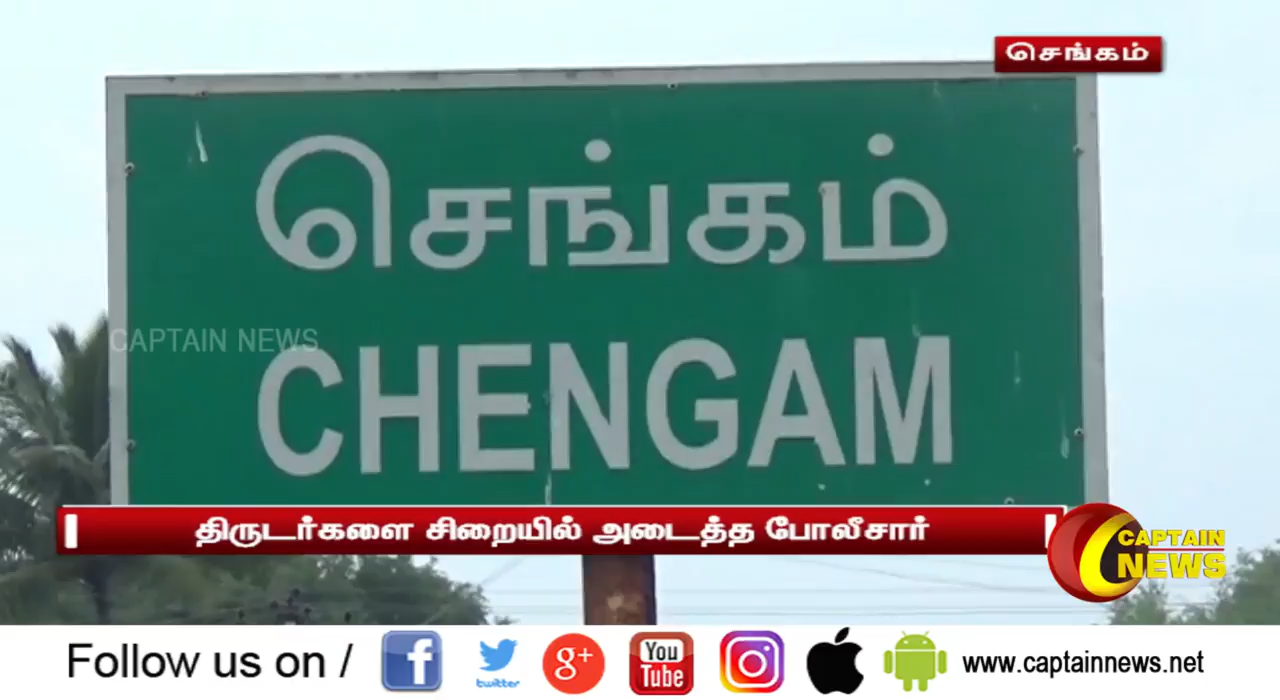 செங்கம்
செங்கம்
CAPTAIN NEWS
CHENGAM
திருடர்களை சிறையில் அடைத்த போலீசார்
CAPTAIN
NEWS
Follow us on / f twitter g+ You Tube www.captainnews.net